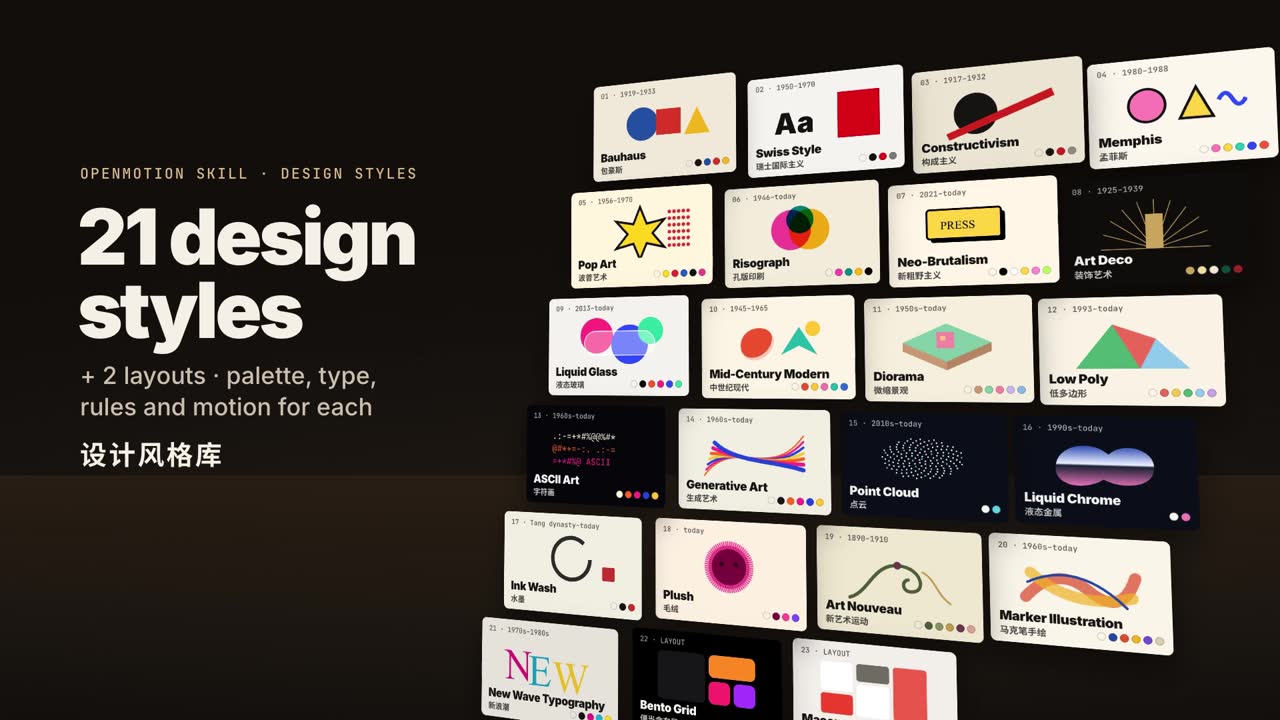 OPENMOTION SKILL · DESIGN STYLES
21 design
styles
+ 2 layouts · palette, type,
rules and motion for each
设计风格库
01 · 1919–1933
Bauhaus
包豪斯
02 · 1950–1970
Aa
Swiss Style
瑞士国际主义
03 · 1917–1932
Constructivism
构成主义
04 · 1980–1988
Memphis
孟菲斯
05 · 1956–1970
Pop Art
波普艺术
06 · 1946–today
Risograph
孔版印刷
07 · 2021–today
PRESS
Neo-Brutalism
新粗野主义
08 · 1925–1939
Art Deco
装饰艺术
09 · 2013–today
Liquid Glass
液态玻璃
10 · 1945–1965
Mid-Century Modern
中世纪现代
11 · 1950s–today
Diorama
微缩景观
12 · 1993–today
Low Poly
低多边形
13 · 1960s–today
.:-=+*#%@@%#*
@#*+=-:. .:-=
=+*#%@ ASCII
ASCII Art
字符画
14 · 1960s–today
Generative Art
生成艺术
15 · 2010s–today
Point Cloud
点云
16 · 1990s–today
Liquid Chrome
液态金属
17 · Tang dynasty–today
Ink Wash
水墨
18 · today
Plush
毛绒
19 · 1890–1910
Art Nouveau
新艺术运动
20 · 1960s–today
Marker Illustration
马克笔手绘
21 · 1970s–1980s
NEW
New Wave Typography
新浪潮
22 · LAYOUT
Bento Grid
23 · LAYOUT